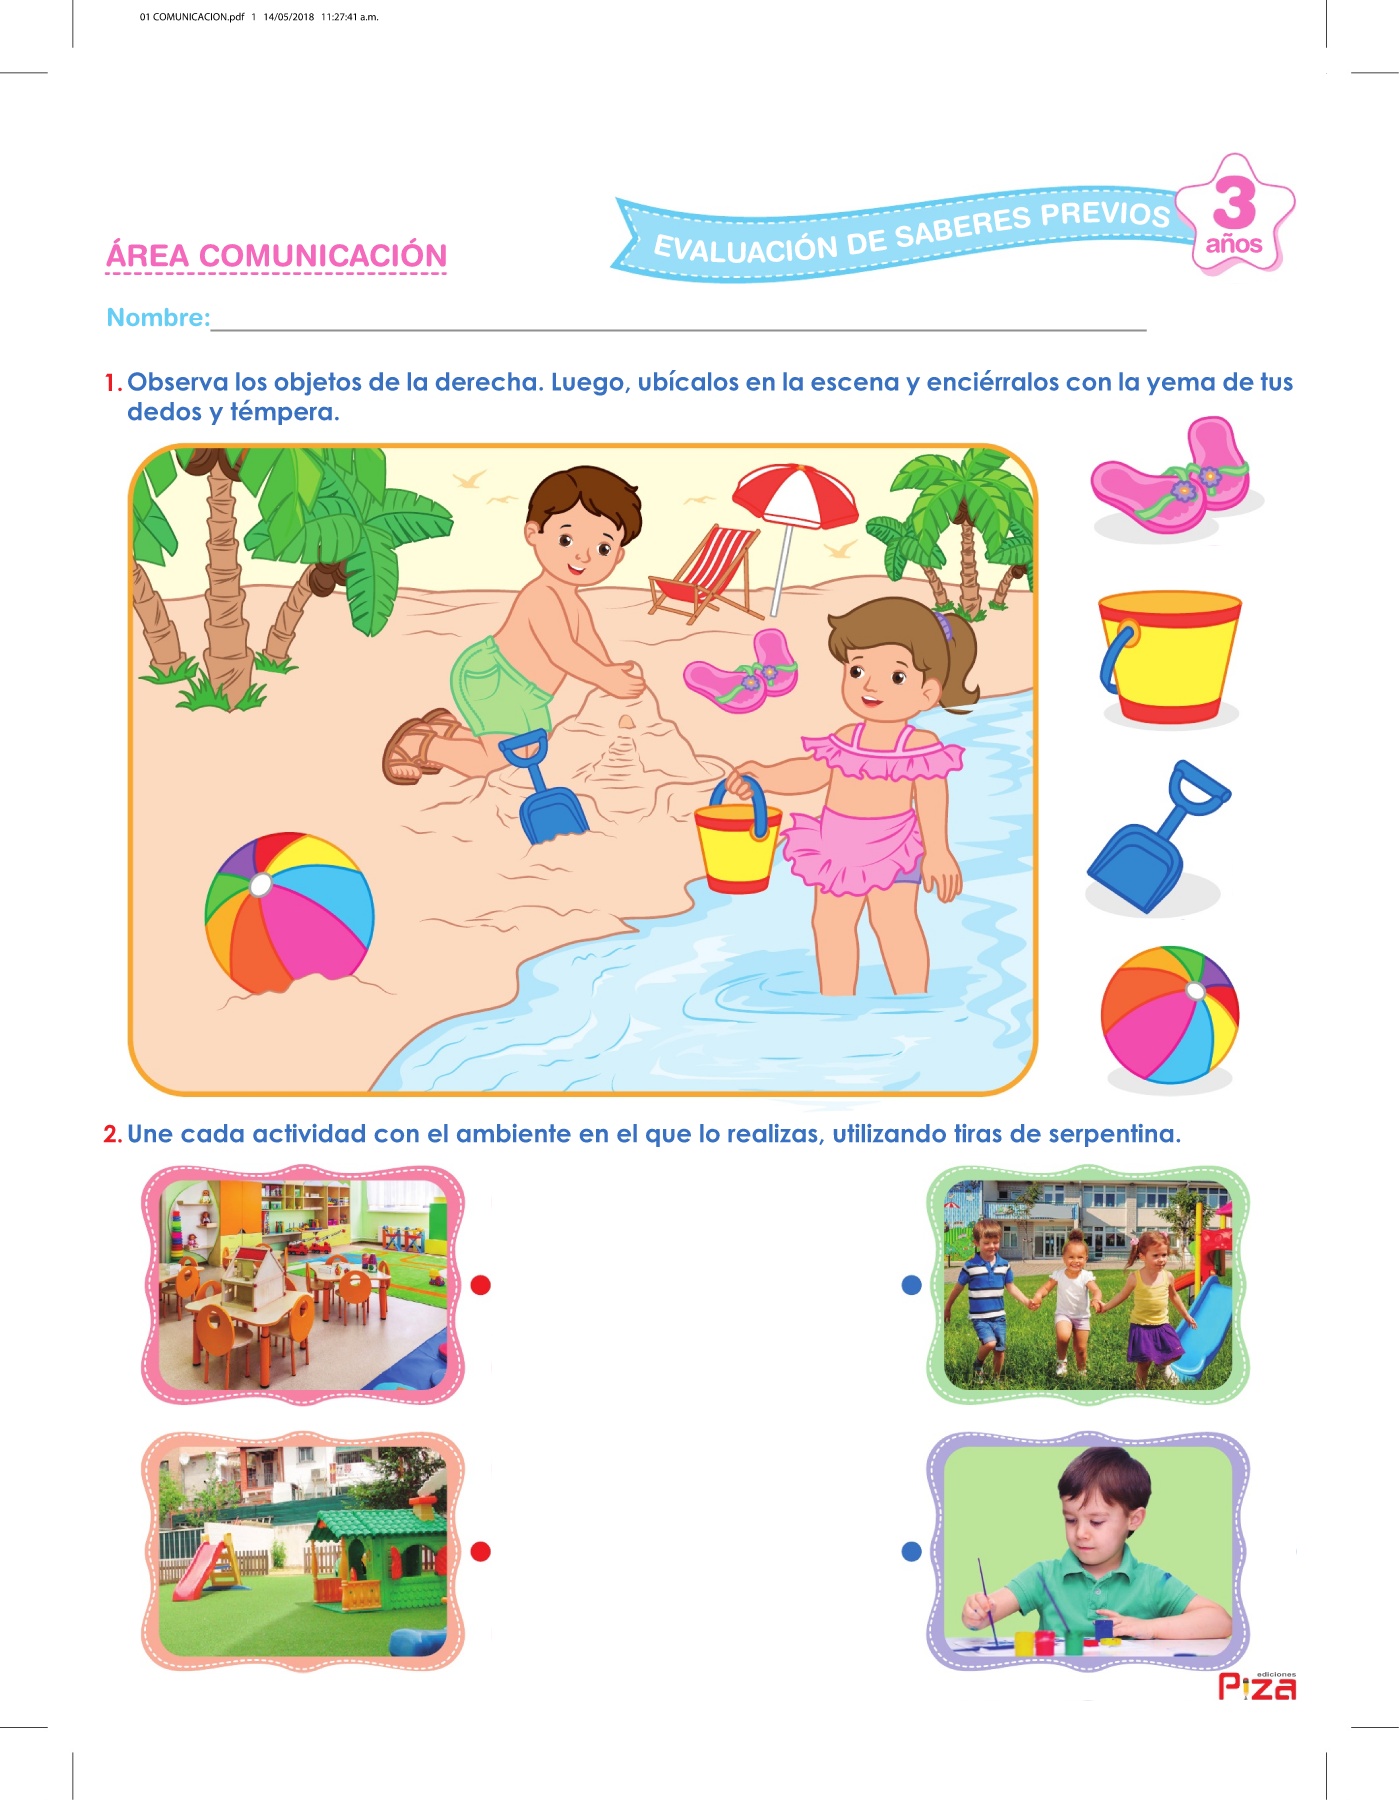 01 COMUNICACION.pdf 1 14/05/2018 11:27:41 a.m.
EVALUACIÓN DE SABERES PREVIOS
3
años
ÁREA COMUNICACIÓN
Nombre:
1. Observa los objetos de la derecha. Luego, ubícalos en la escena y enciérralos con la yema de tus
dedos y témpera.
2. Une cada actividad con el ambiente en el que lo realizas, utilizando tiras de serpentina.
ediciones
Piza